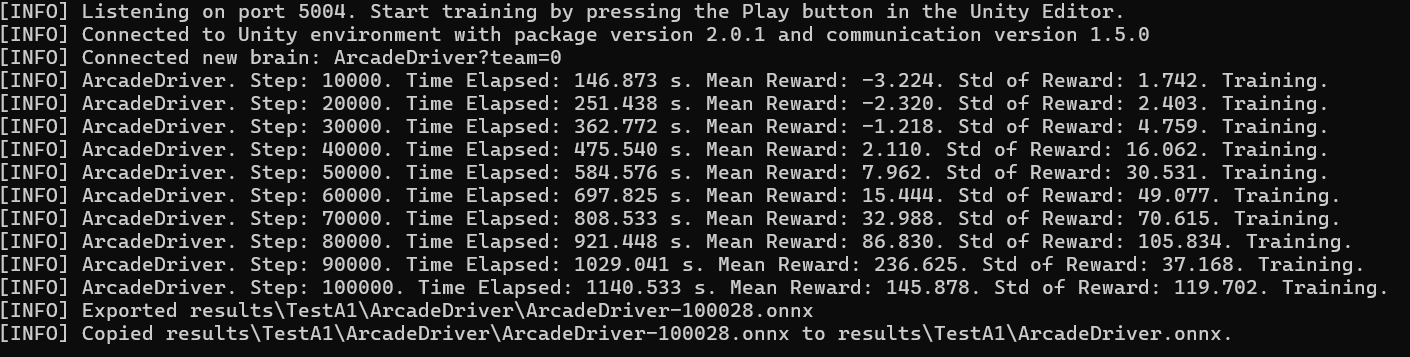 [INFO] Listening on port 5004. Start training by pressing the Play button in the Unity Editor.
[INFO] Connected to Unity environment with package version 2.0.1 and communication version 1.5.0
[INFO] Connected new brain: ArcadeDriver?team=0
[INFO] ArcadeDriver. Step: 10000. Time Elapsed: 146.873 s. Mean Reward: -3.224. Std of Reward: 1.742. Training.
[INFO] ArcadeDriver. Step: 20000. Time Elapsed: 251.438 s. Mean Reward: -2.320. Std of Reward: 2.403. Training.
[INFO] ArcadeDriver. Step: 30000. Time Elapsed: 362.772 s. Mean Reward: -1.218. Std of Reward: 4.759. Training.
[INFO] ArcadeDriver. Step: 40000. Time Elapsed: 475.540 s. Mean Reward: 2.110. Std of Reward: 16.062. Training.
[INFO] ArcadeDriver. Step: 50000. Time Elapsed: 584.576 s. Mean Reward: 7.962. Std of Reward: 30.531. Training.
[INFO] ArcadeDriver. Step: 60000. Time Elapsed: 697.825 s. Mean Reward: 15.444. Std of Reward: 49.077. Training.
[INFO] ArcadeDriver. Step: 70000. Time Elapsed: 808.533 s. Mean Reward: 32.988. Std of Reward: 70.615. Training.
[INFO] ArcadeDriver. Step: 80000. Time Elapsed: 921.448 s. Mean Reward: 86.830. Std of Reward: 105.834. Training.
[INFO] ArcadeDriver. Step: 90000. Time Elapsed: 1029.041 s. Mean Reward: 236.625. Std of Reward: 37.168. Training.
[INFO] ArcadeDriver. Step: 100000. Time Elapsed: 1140.533 s. Mean Reward: 145.878. Std of Reward: 119.702. Training.
[INFO] Exported results\TestA1\ArcadeDriver\ArcadeDriver-100028.onnx
[INFO] Copied results\TestA1\ArcadeDriver\ArcadeDriver-100028.onnx to results\TestA1\ArcadeDriver.onnx.